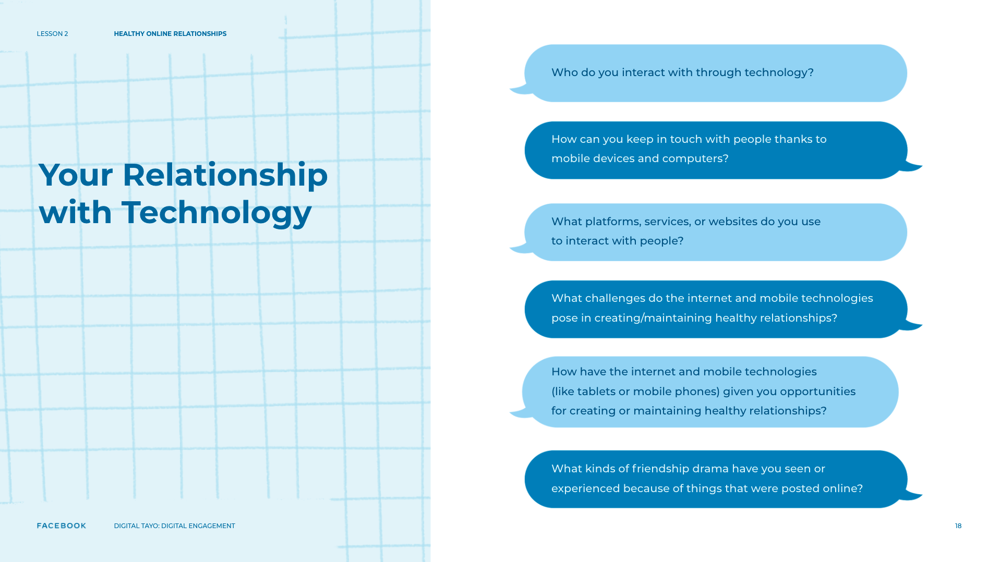 LESSON 2
HEALTHY ONLINE RELATIONSHIPS
Your Relationship
with Technology
Who do you interact with through technology?
How can you keep in touch with people thanks to
mobile devices and computers?
What platforms, services, or websites do you use
to interact with people?
What challenges do the internet and mobile technologies
pose in creating/maintaining healthy relationships?
How have the internet and mobile technologies
(like tablets or mobile phones) given you opportunities
for creating or maintaining healthy relationships?
What kinds of friendship drama have you seen or
experienced because of things that were posted online?
FACEBOOK
DIGITAL TAYO: DIGITAL ENGAGEMENT
18